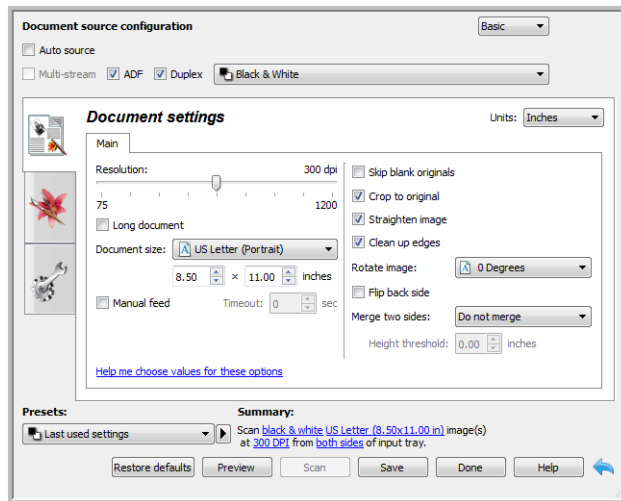 Document source configuration
Basic
Auto source
Multi-stream ADF Duplex Black & White
Document settings
Units: Inches
Main
Resolution: 300 dpi
75 1200
Long document
Document size: US Letter (Portrait)
8.50 × 11.00 inches
Manual feed Timeout: 0 sec
Help me choose values for these options
Skip blank originals
Crop to original
Straighten image
Clean up edges
Rotate image: 0 Degrees
Flip back side
Merge two sides: Do not merge
Height threshold: 0.00 inches
Presets:
Last used settings
Summary:
Scan black & white US Letter (8.50x11.00 in) image(s)
at 300 DPI from both sides of input tray.
Restore defaults Preview Scan Save Done Help